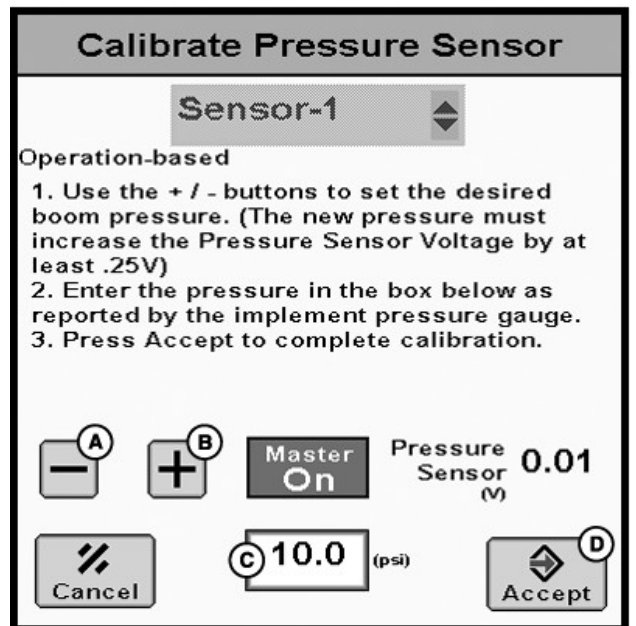 Calibrate Pressure Sensor
Sensor-1
Operation-based
1. Use the + / - buttons to set the desired
boom pressure. (The new pressure must
increase the Pressure Sensor Voltage by at
least .25V)
2. Enter the pressure in the box below as
reported by the implement pressure gauge.
3. Press Accept to complete calibration.
− A
+ B
Master
On
Pressure
Sensor
(V)
0.01
Cancel
C 10.0 (psi)
D
Accept